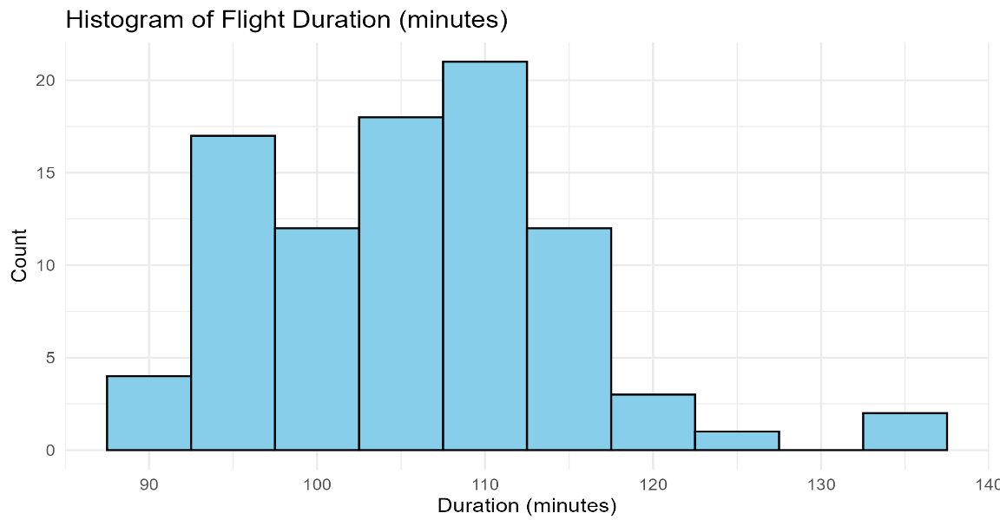 Histogram of Flight Duration (minutes)
20
15
10
5
0
Count
90 100 110 120 130 140
Duration (minutes)